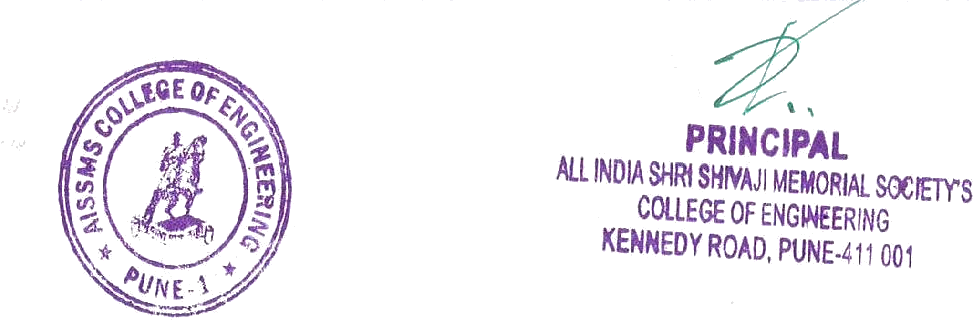 AISSMS COLLEGE OF ENGINEERING
★ PUNE-1 ★
PRINCIPAL
ALL INDIA SHRI SHIVAJI MEMORIAL SOCIETY'S
COLLEGE OF ENGINEERING
KENNEDY ROAD, PUNE-411 001